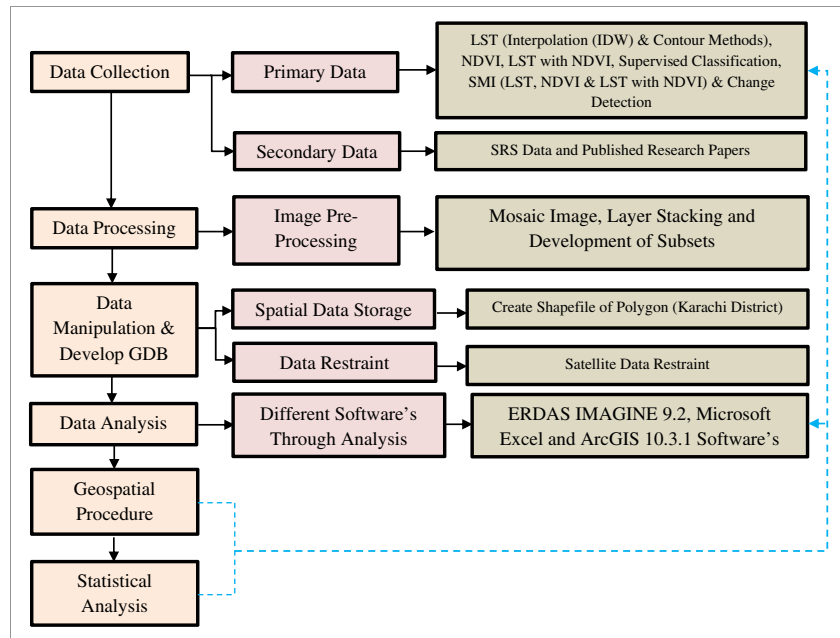 Data Collection
Primary Data
LST (Interpolation (IDW) & Contour Methods),
NDVI, LST with NDVI, Supervised Classification,
SMI (LST, NDVI & LST with NDVI) & Change
Detection
Secondary Data
SRS Data and Published Research Papers
Data Processing
Image Pre-
Processing
Mosaic Image, Layer Stacking and
Development of Subsets
Data
Manipulation &
Develop GDB
Spatial Data Storage
Create Shapefile of Polygon (Karachi District)
Data Restraint
Satellite Data Restraint
Data Analysis
Different Software's
Through Analysis
ERDAS IMAGINE 9.2, Microsoft
Excel and ArcGIS 10.3.1 Software's
Geospatial
Procedure
Statistical
Analysis